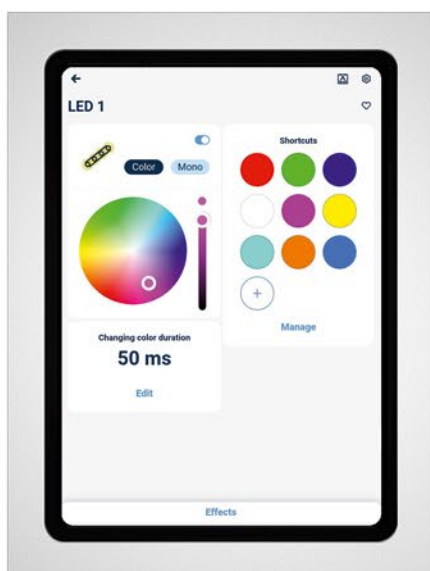 LED 1
Color
Mono
Shortcuts
Manage
Changing color duration
50 ms
Edit
Effects